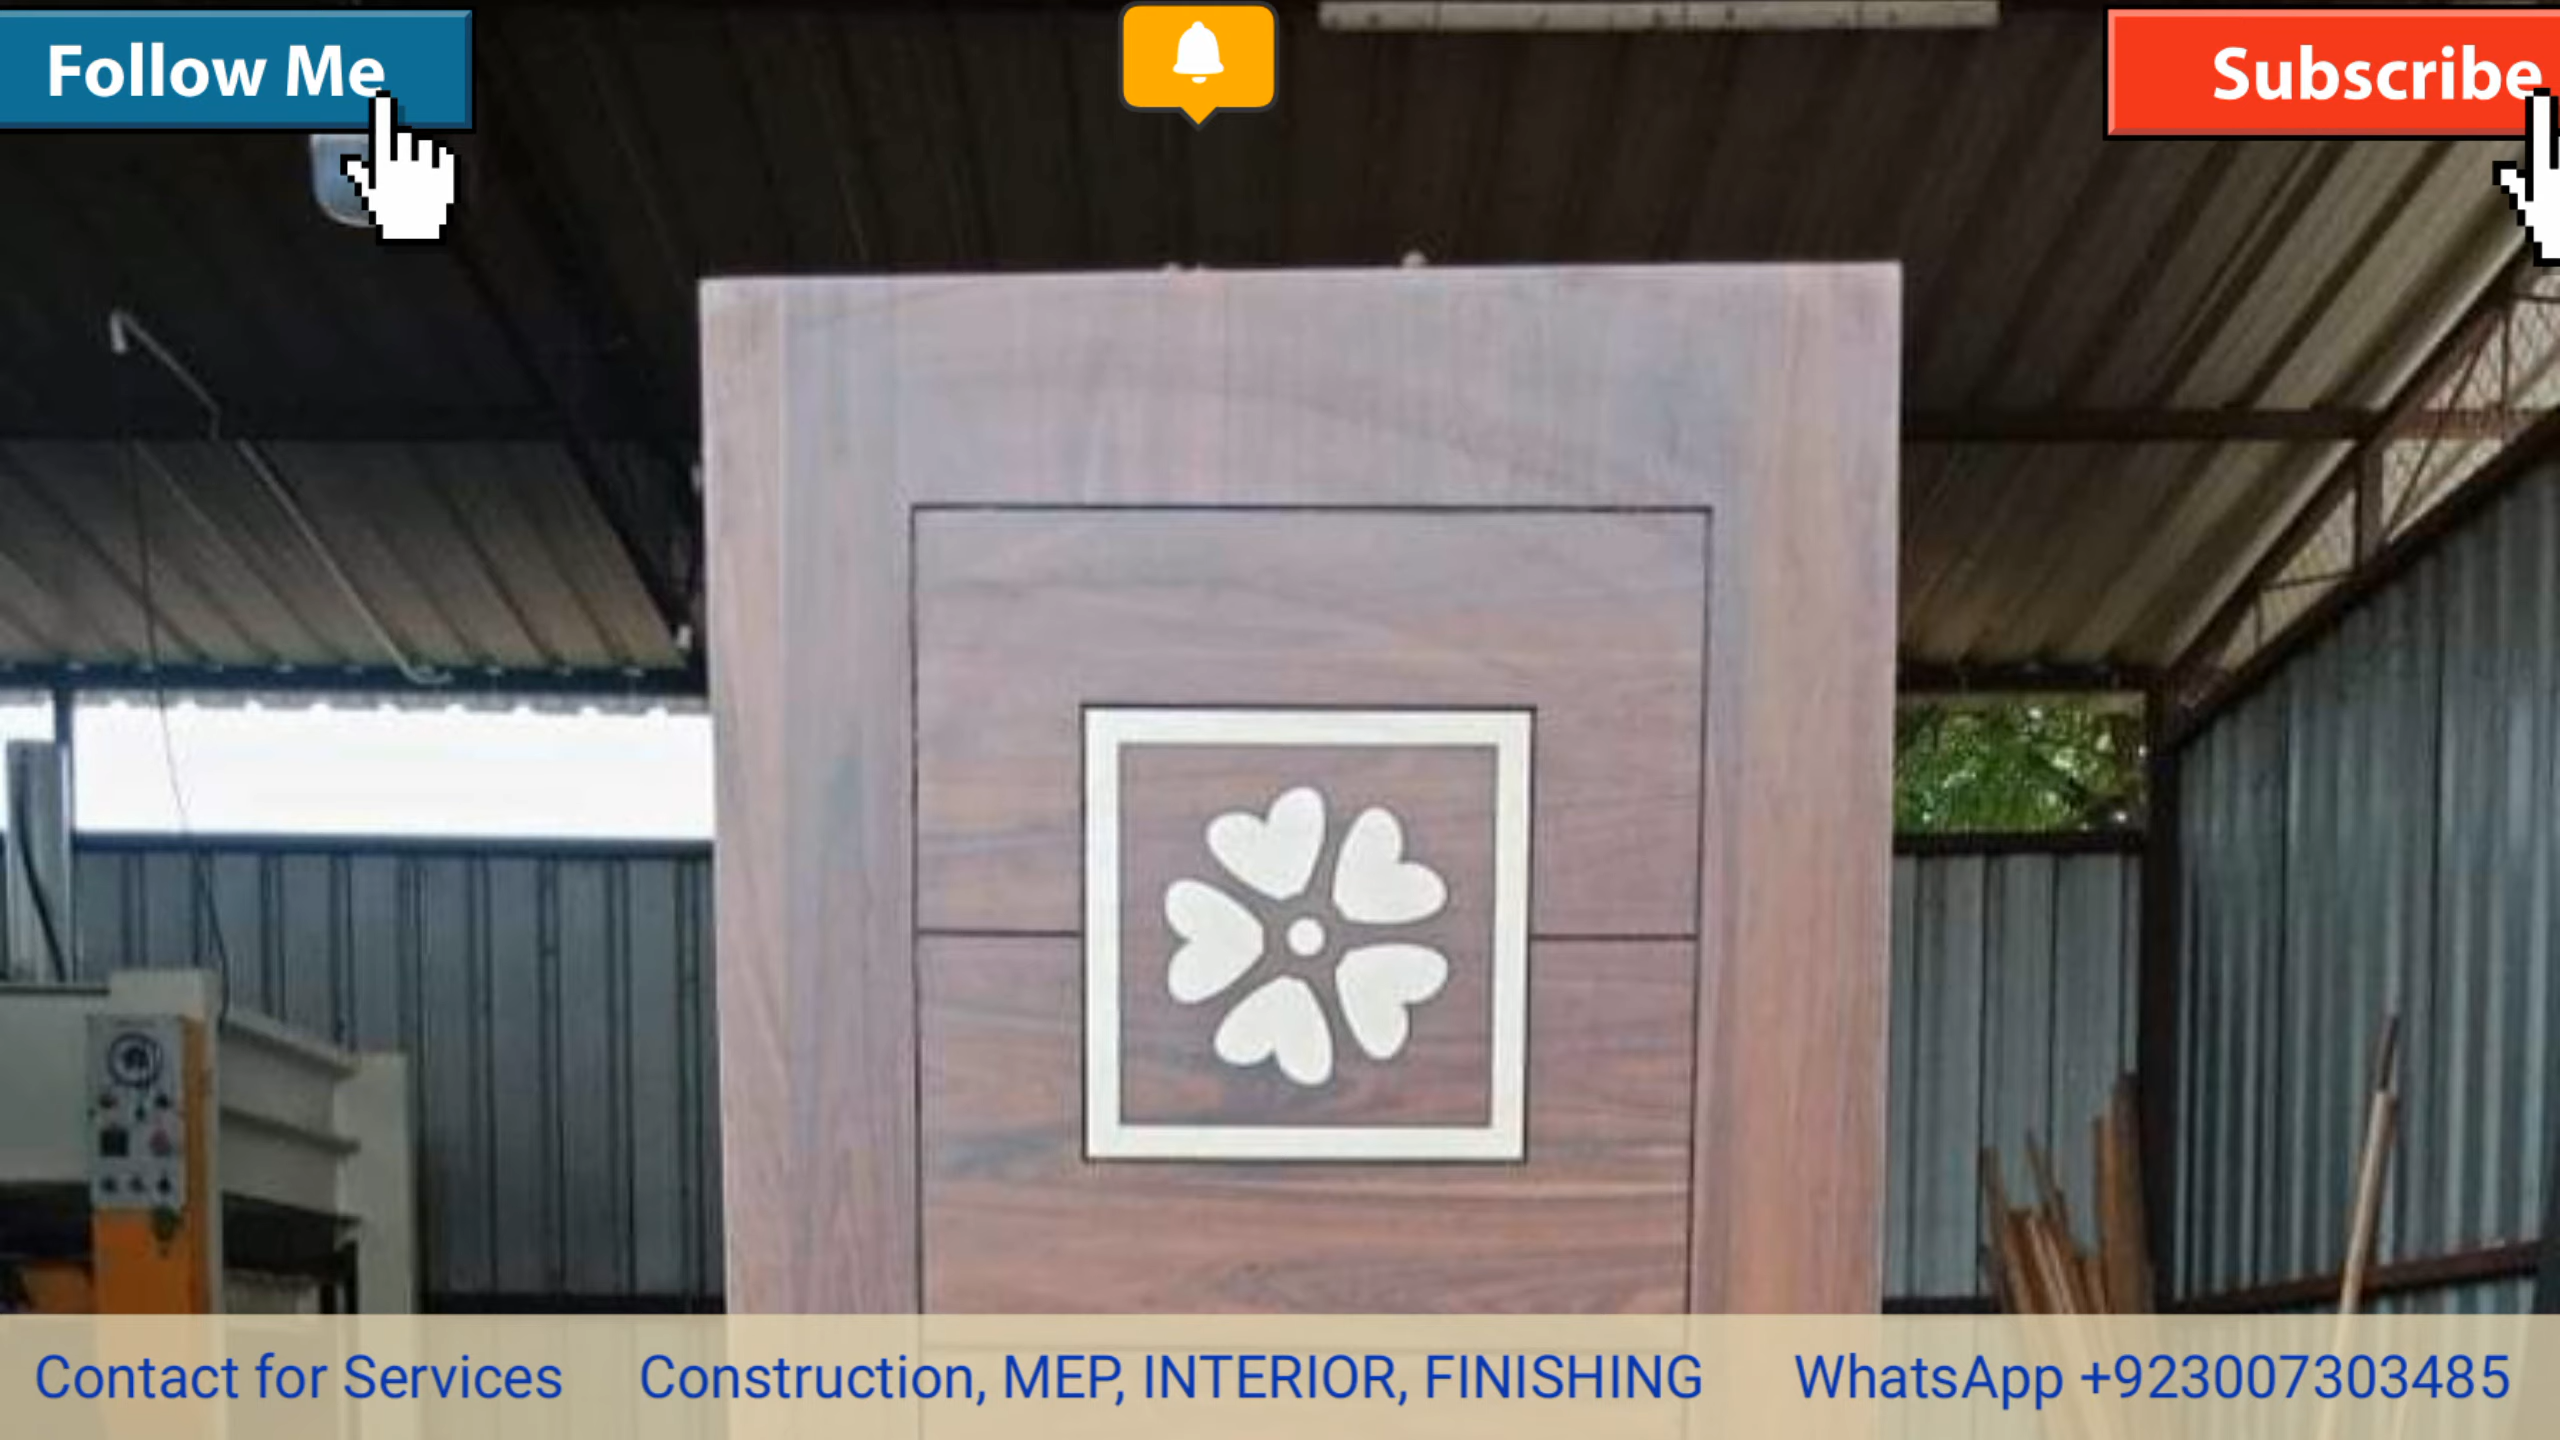 Follow Me
Subscribe
Contact for Services Construction, MEP, INTERIOR, FINISHING WhatsApp +923007303485